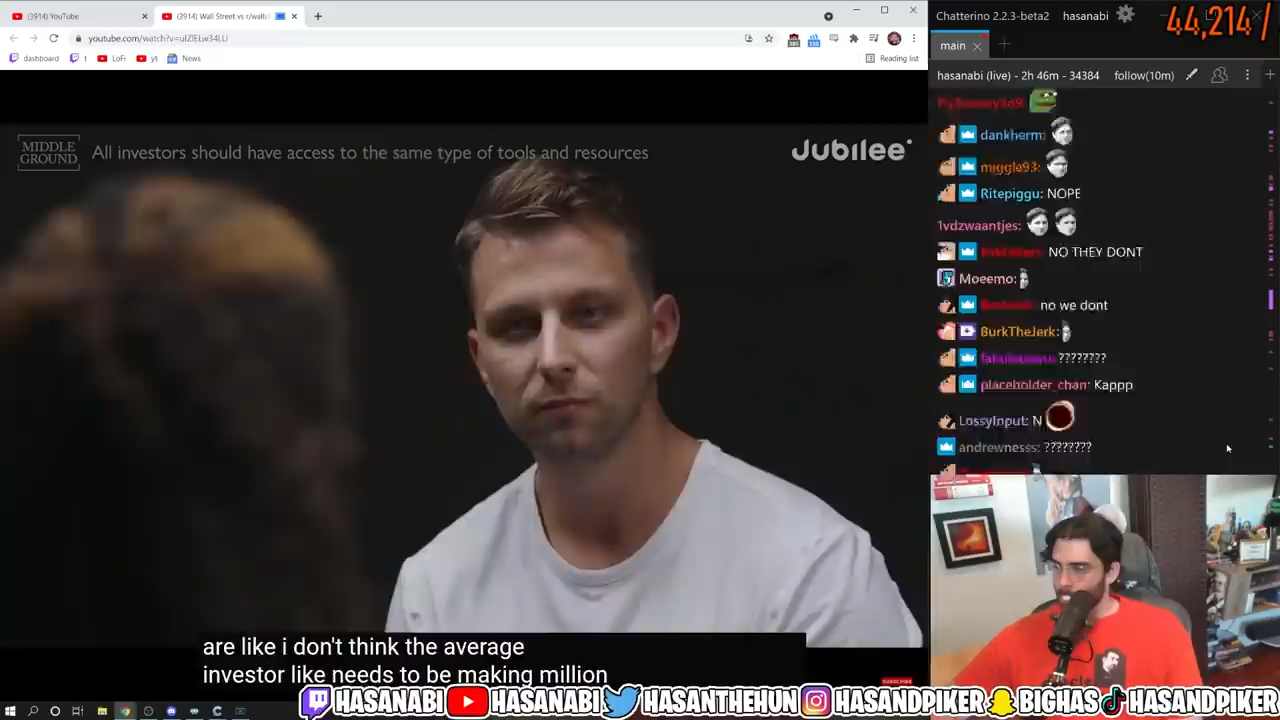 (3914) YouTube
(3914) Wall Street vs r/walls
youtube.com/watch?v=uIZIELw34LU
dashboard
1
LoFi
yt
News
Reading list
MIDDLE
GROUND
All investors should have access to the same type of tools and resources
Jubilee
are like i don't think the average
investor like needs to be making million
SUBSCRIBE
Chatterino 2.2.3-beta2
hasanabi
44,214 /
main
hasanabi (live) - 2h 46m - 34384
follow(10m)
dankherm:
miggle93:
Ritepiggu: NOPE
1vdzwaantjes:
NO THEY DONT
Moeemo:
no we dont
BurkTheJerk:
????????
placeholder_chan: Kappp
LossyInput: N
andrewness: ????????
HASANABI
HASANABI
HASANTHEHUN
HASANDPIKER
BIGHAS
HASANDPIKER